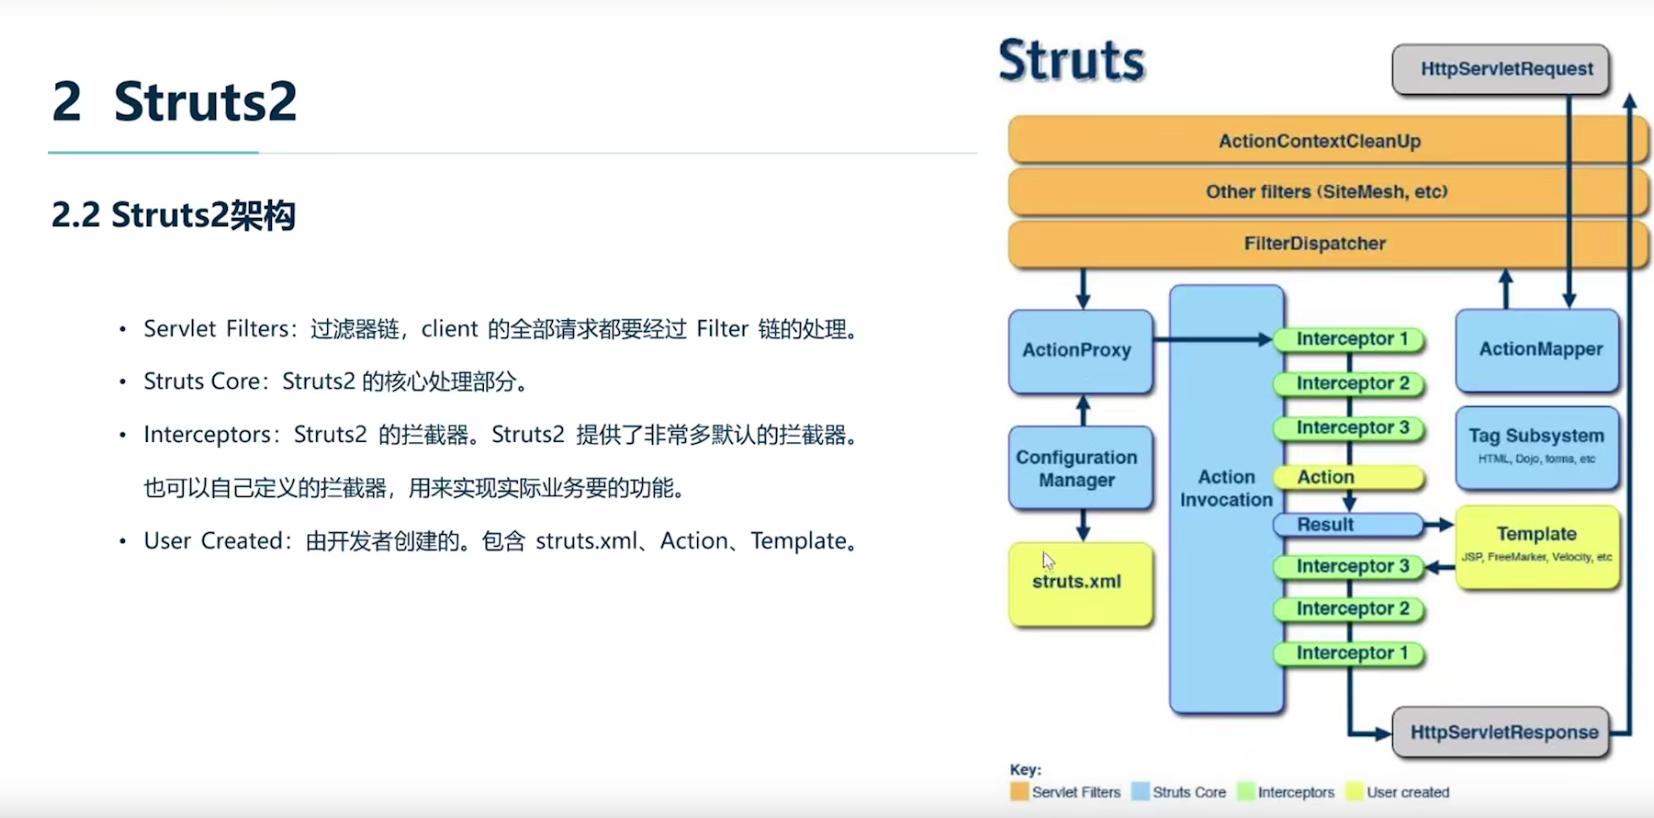 2 Struts2
2.2 Struts2架构
• Servlet Filters：过滤器链，client 的全部请求都要经过 Filter 链的处理。
• Struts Core：Struts2 的核心处理部分。
• Interceptors：Struts2 的拦截器。Struts2 提供了非常多默认的拦截器。
也可以自己定义的拦截器，用来实现实际业务要的功能。
• User Created：由开发者创建的。包含 struts.xml、Action、Template。
Struts
HttpServletRequest
ActionContextCleanUp
Other filters (SiteMesh, etc)
FilterDispatcher
ActionProxy
Configuration
Manager
struts.xml
Action
Invocation
Interceptor 1
Interceptor 2
Interceptor 3
Action
Result
Interceptor 3
Interceptor 2
Interceptor 1
ActionMapper
Tag Subsystem
HTML, Dojo, forms, etc
Template
JSP, FreeMarker, Velocity, etc
HttpServletResponse
Key:
Servlet Filters Struts Core Interceptors User created